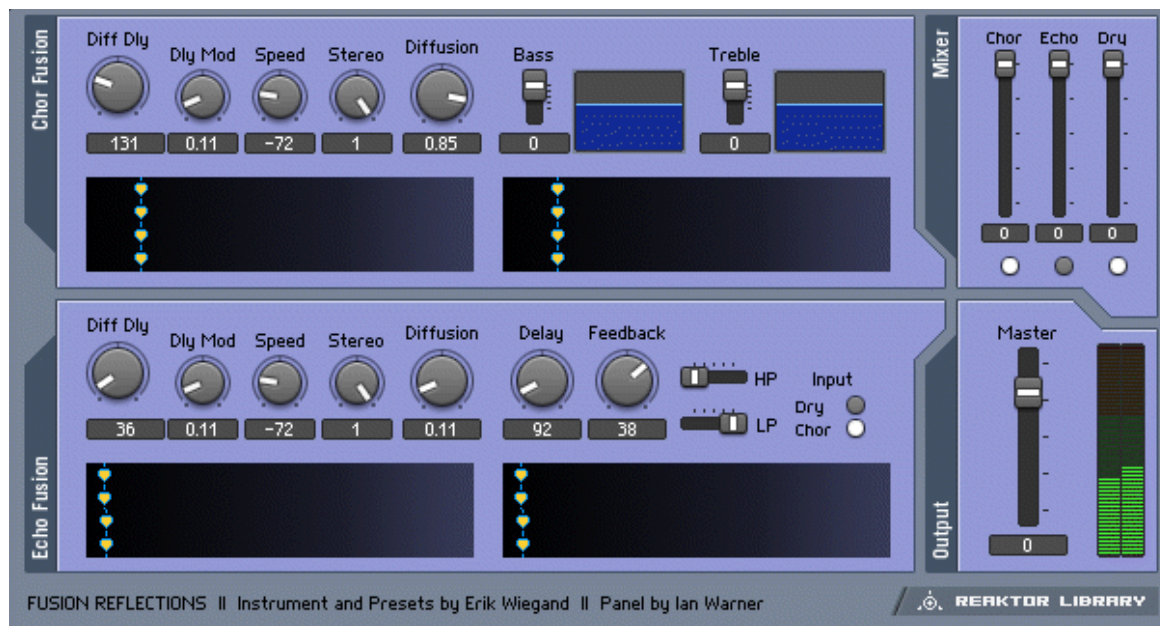 Chor Fusion
Diff Dly Dly Mod Speed Stereo Diffusion Bass Treble
131 0.11 -72 1 0.85 0 0
Mixer
Chor Echo Dry
0 0 0
Echo Fusion
Diff Dly Dly Mod Speed Stereo Diffusion Delay Feedback
HP Input
Dry
LP Chor
36 0.11 -72 1 0.11 92 38
Output
Master
0
FUSION REFLECTIONS II Instrument and Presets by Erik Wiegand II Panel by Ian Warner
REAKTOR LIBRARY